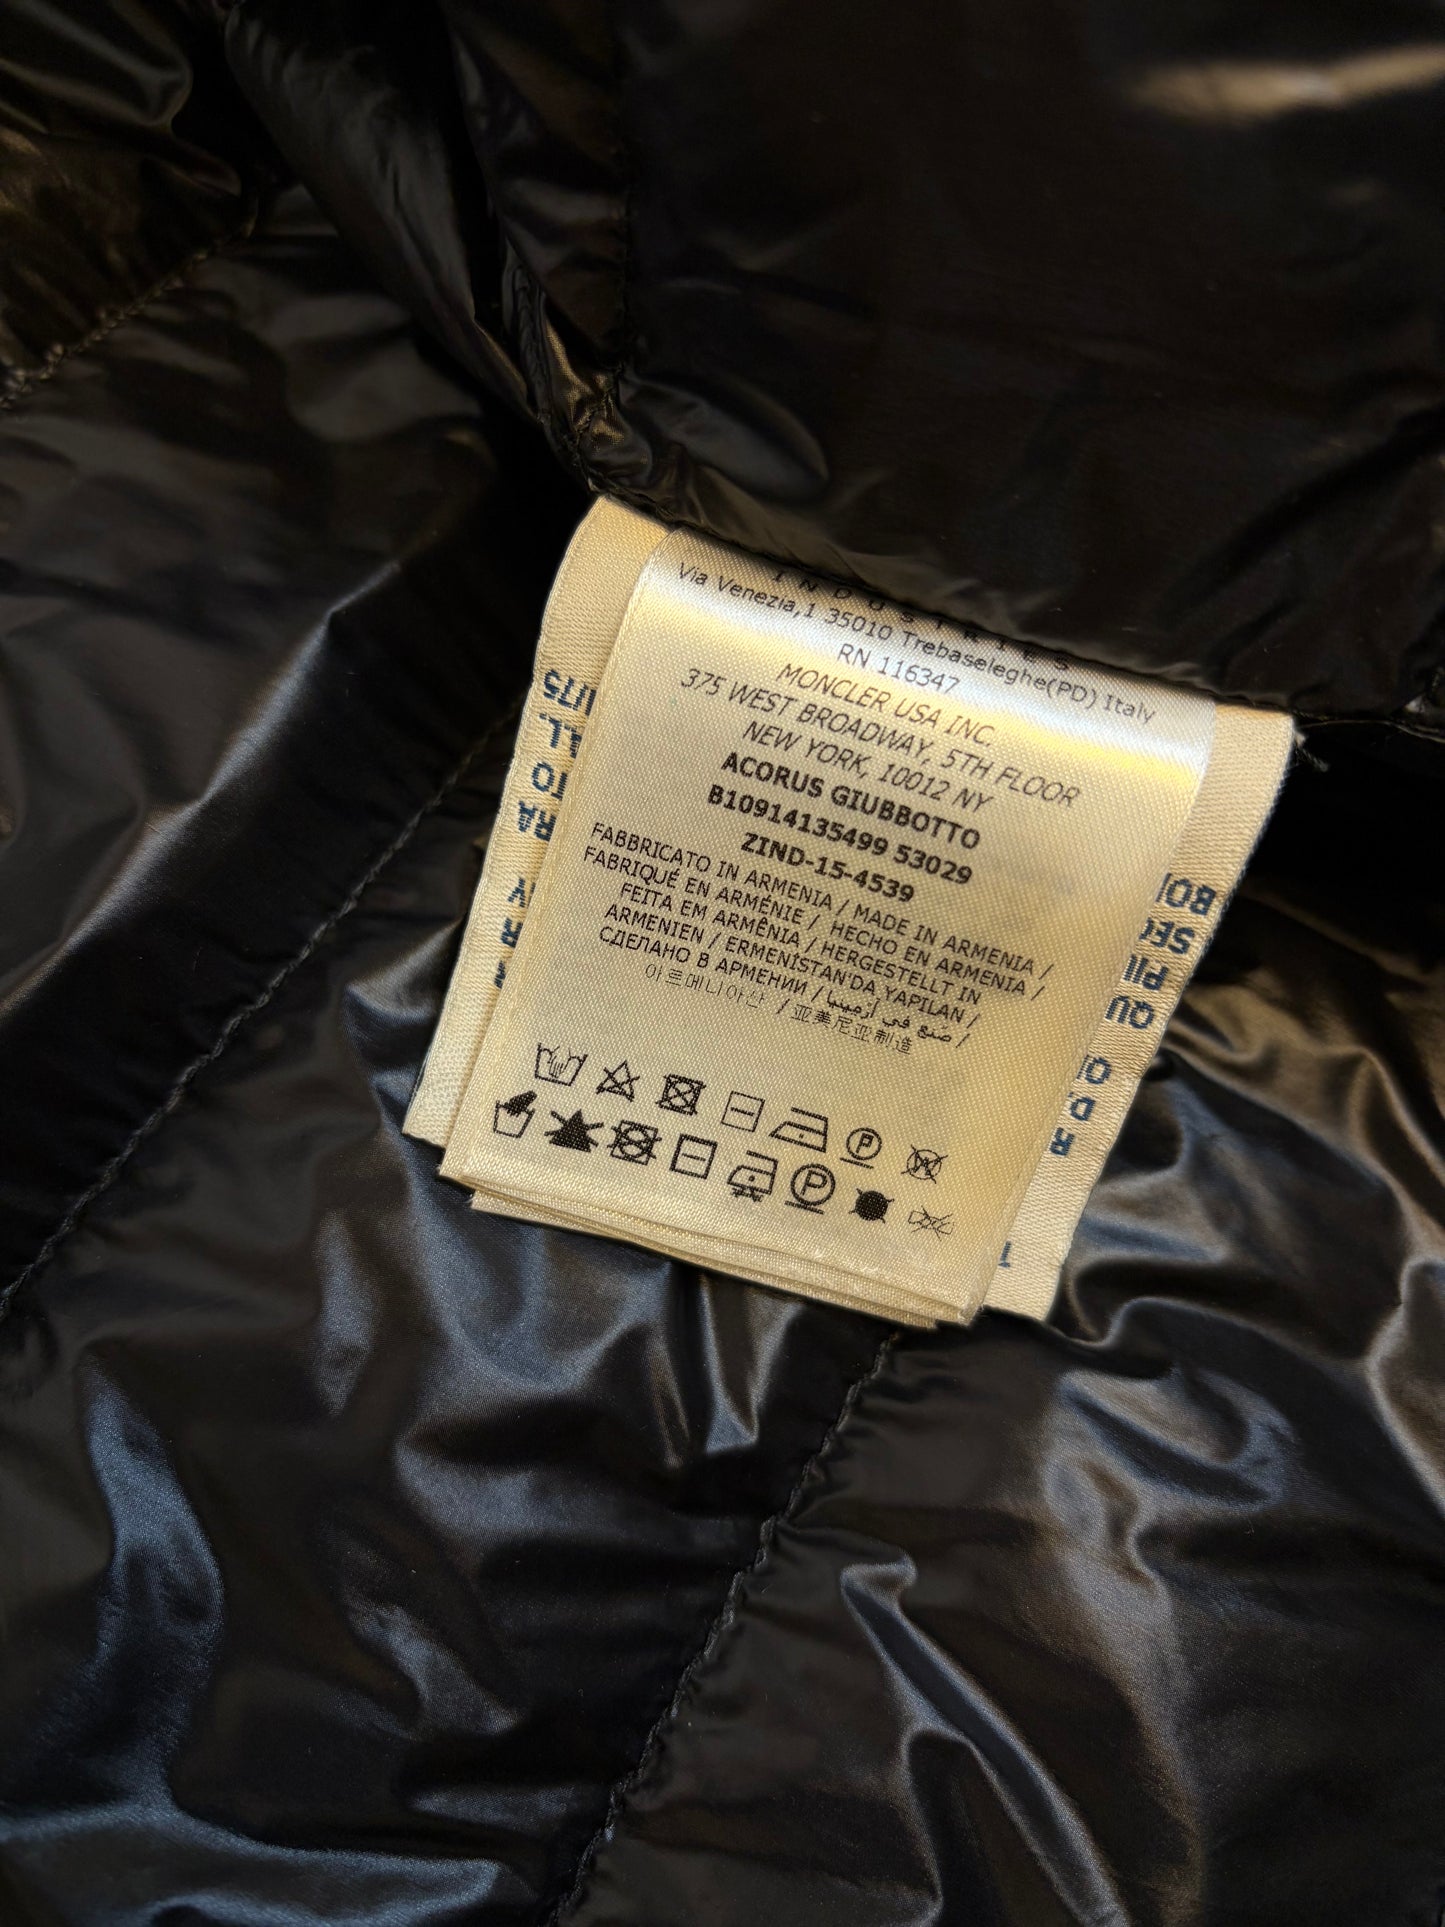 INDUSTRIES
Via Venezia,1 35010 Trebaseleghe(PD) Italy
RN 116347
MONCLER USA INC.
375 WEST BROADWAY, 5TH FLOOR
NEW YORK, 10012 NY
ACORUS GIUBBOTTO
B10914135499 53029
ZIND-15-4539
FABBRICATO IN ARMENIA / MADE IN ARMENIA /
FABRIQUÉ EN ARMÉNIE / HECHO EN ARMENIA /
FEITA EM ARMÊNIA / HERGESTELLT IN
ARMENIEN / ERMENİSTAN'DA YAPILAN /
СДЕЛАНО В АРМЕНИИ / صنع في أرمينيا /
아르메니아산 / 亚美尼亚制造
P
W
P